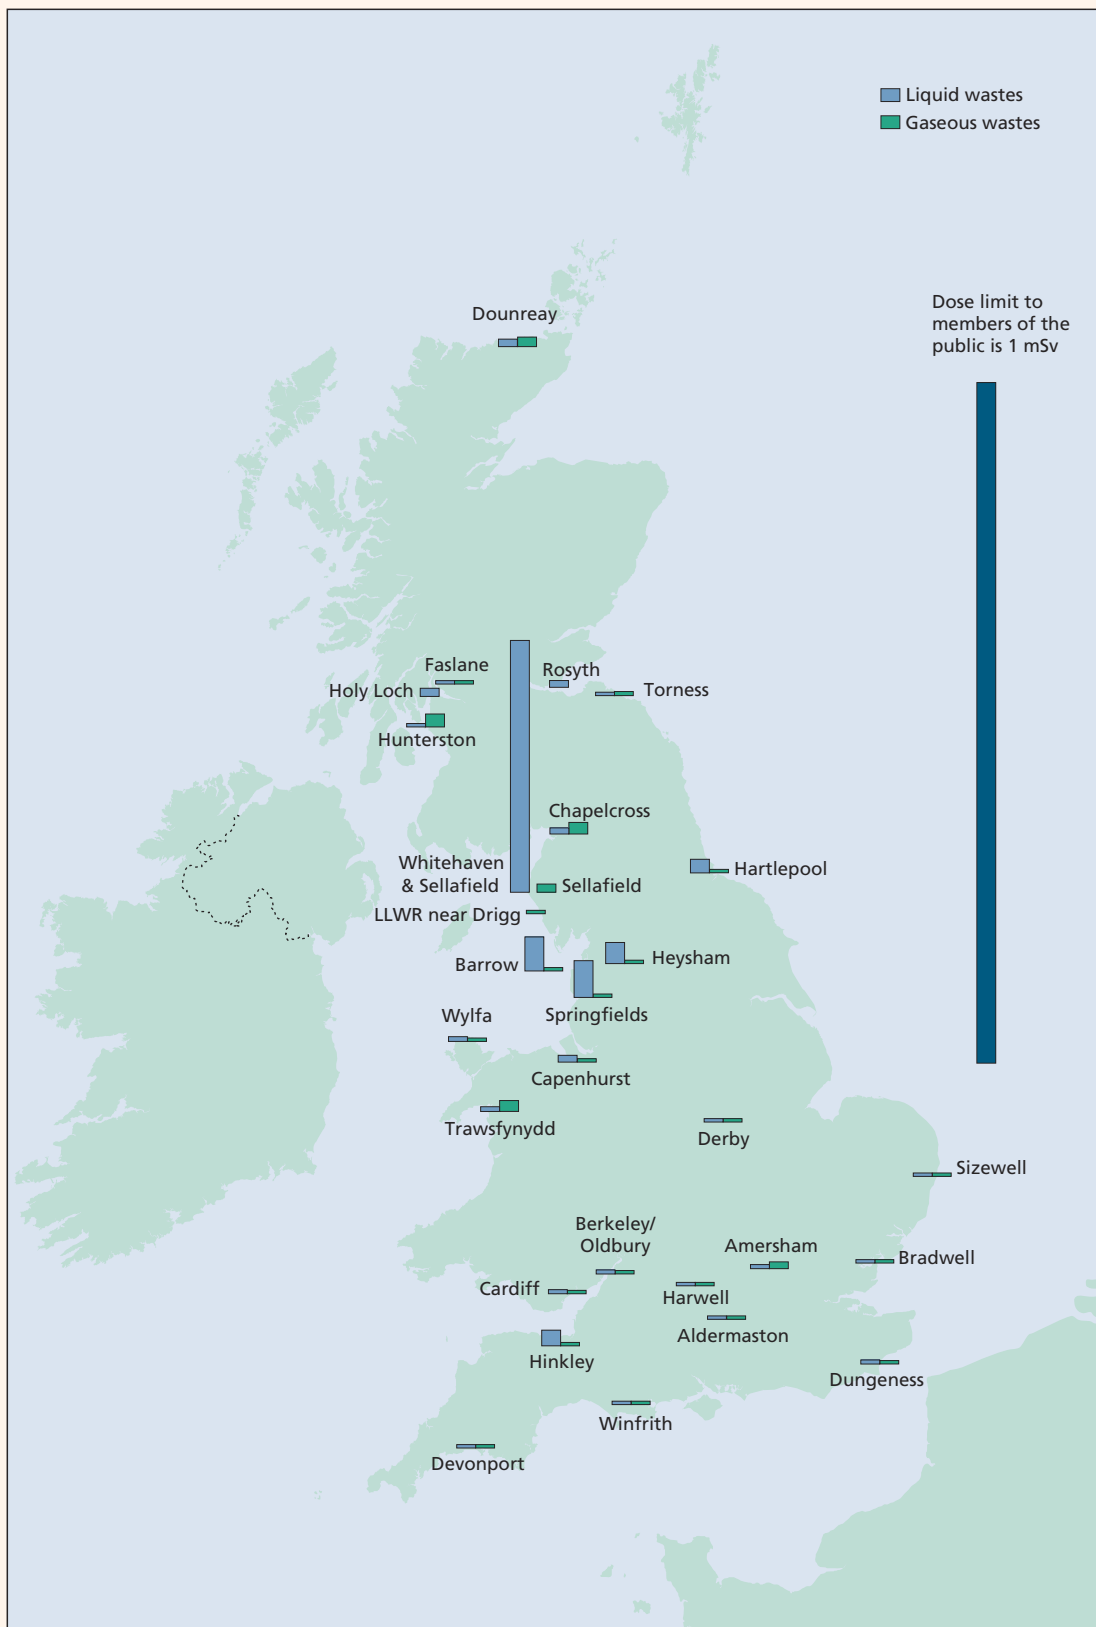 Liquid wastes
Gaseous wastes
Dose limit to
members of the
public is 1 mSv
Dounreay
Faslane
Rosyth
Holy Loch
Torness
Hunterston
Chapelcross
Whitehaven
& Sellafield
Sellafield
Hartlepool
LLWR near Drigg
Barrow
Heysham
Springfields
Wylfa
Capenhurst
Trawsfynydd
Derby
Sizewell
Berkeley/
Oldbury
Amersham
Bradwell
Cardiff
Harwell
Aldermaston
Hinkley
Dungeness
Winfrith
Devonport